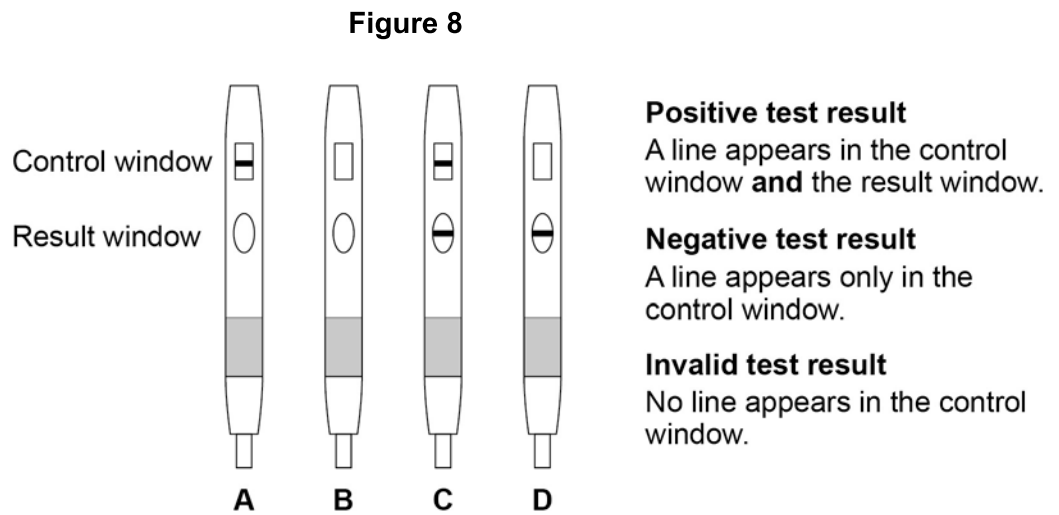 Figure 8
Control window
Result window
A B C D
Positive test result
A line appears in the control
window and the result window.
Negative test result
A line appears only in the
control window.
Invalid test result
No line appears in the control
window.